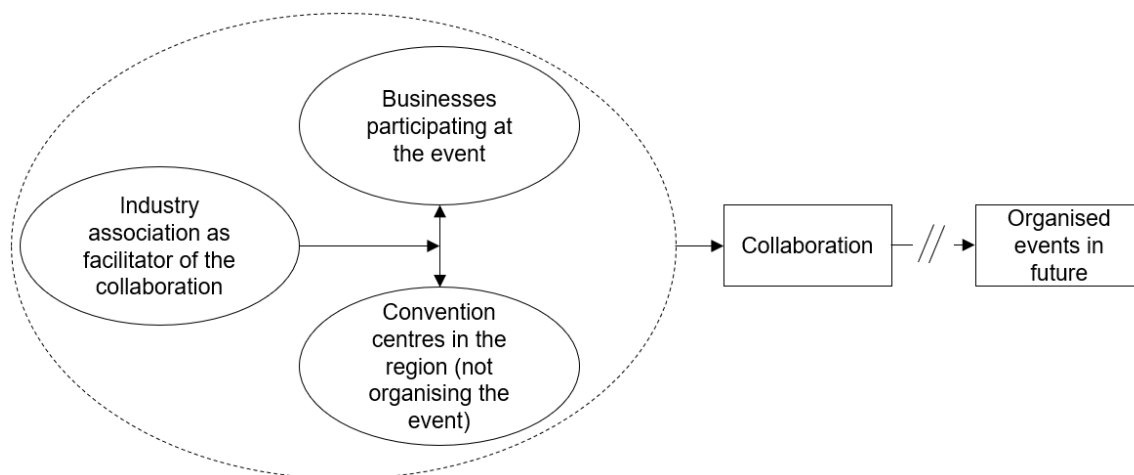 Businesses
participating at
the event
Industry
association as
facilitator of the
collaboration
Convention
centres in the
region (not
organising the
event)
Collaboration
Organised
events in
future